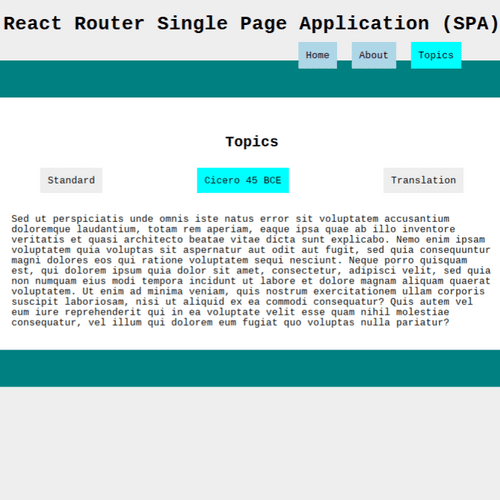 React Router Single Page Application (SPA)
Home About Topics
Topics
Standard Cicero 45 BCE Translation
Sed ut perspiciatis unde omnis iste natus error sit voluptatem accusantium
doloremque laudantium, totam rem aperiam, eaque ipsa quae ab illo inventore
veritatis et quasi architecto beatae vitae dicta sunt explicabo. Nemo enim ipsam
voluptatem quia voluptas sit aspernatur aut odit aut fugit, sed quia consequuntur
magni dolores eos qui ratione voluptatem sequi nesciunt. Neque porro quisquam
est, qui dolorem ipsum quia dolor sit amet, consectetur, adipisci velit, sed quia
non numquam eius modi tempora incidunt ut labore et dolore magnam aliquam quaerat
voluptatem. Ut enim ad minima veniam, quis nostrum exercitationem ullam corporis
suscipit laboriosam, nisi ut aliquid ex ea commodi consequatur? Quis autem vel
eum iure reprehenderit qui in ea voluptate velit esse quam nihil molestiae
consequatur, vel illum qui dolorem eum fugiat quo voluptas nulla pariatur?